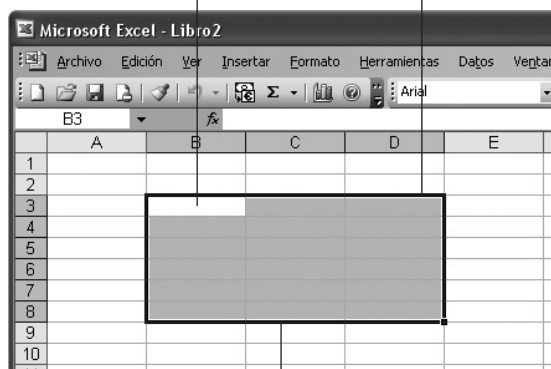 Microsoft Excel - Libro2
Archivo Edición Ver Insertar Formato Herramientas Datos
Σ Arial
B3 fx
A B C D E
1
2
3
4
5
6
7
8
9
10